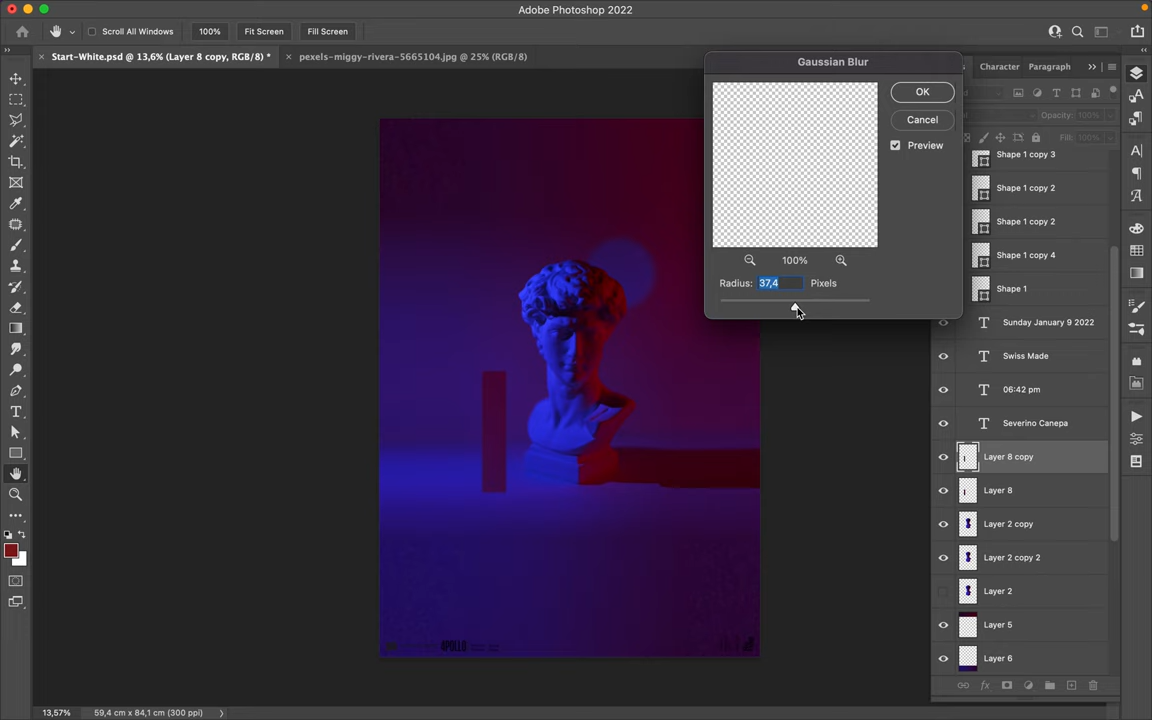 Adobe Photoshop 2022
Scroll All Windows 100% Fit Screen Fill Screen
Start-White.psd @ 13,6% (Layer 8 copy, RGB/8) * pexels-miggy-rivera-5665104.jpg @ 25% (RGB/8)
Character Paragraph
Gaussian Blur
OK
Cancel
Preview
100%
Radius: 37,4 Pixels
Opacity: 100%
Fill: 100%
Shape 1 copy 3
Shape 1 copy 2
Shape 1 copy 2
Shape 1 copy 4
Shape 1
Sunday January 9 2022
Swiss Made
06:42 pm
Severino Canepa
Layer 8 copy
Layer 8
Layer 2 copy
Layer 2 copy 2
Layer 2
Layer 5
Layer 6
APOLLO
13,57% 59,4 cm x 84,1 cm (300 ppi)